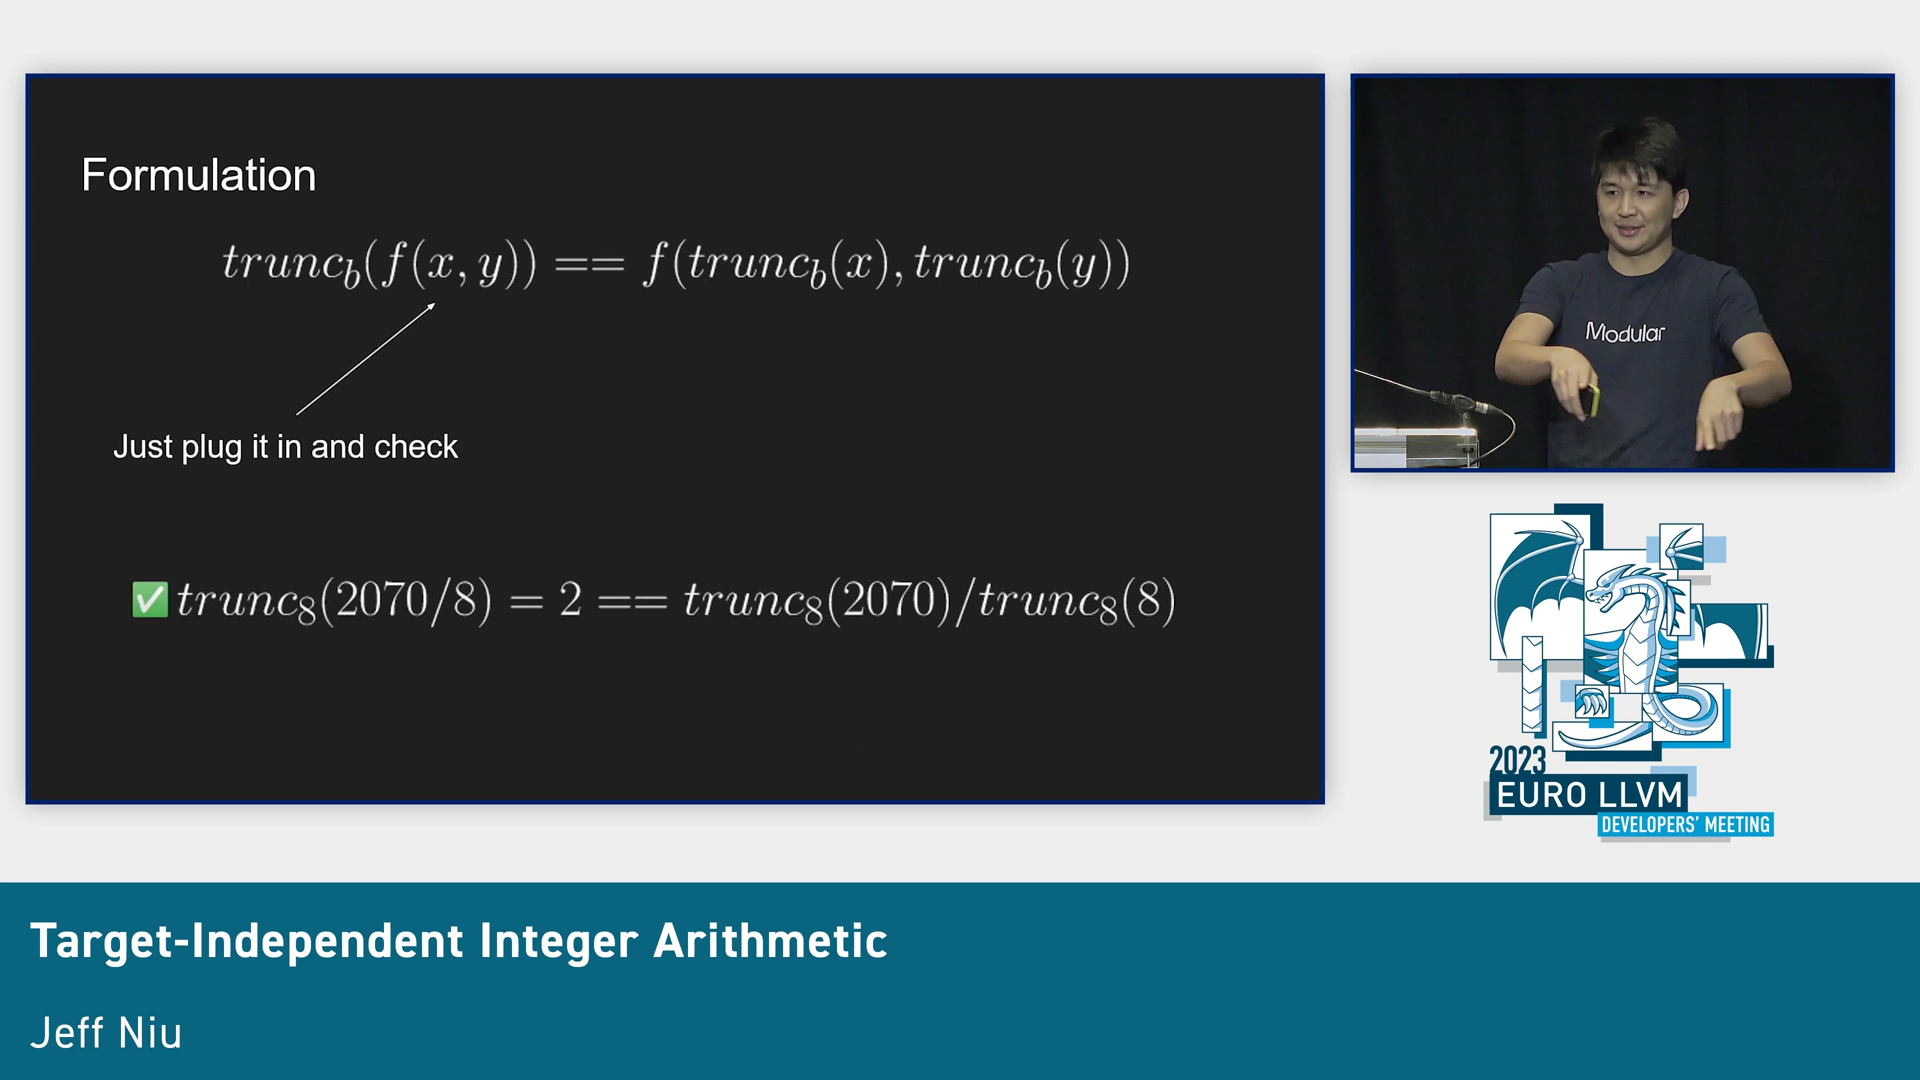 Formulation
trunc_b(f(x, y)) == f(trunc_b(x), trunc_b(y))
Just plug it in and check
✅ trunc_8(2070/8) = 2 == trunc_8(2070)/trunc_8(8)
Modular
2023
EURO LLVM
DEVELOPERS' MEETING
Target-Independent Integer Arithmetic
Jeff Niu